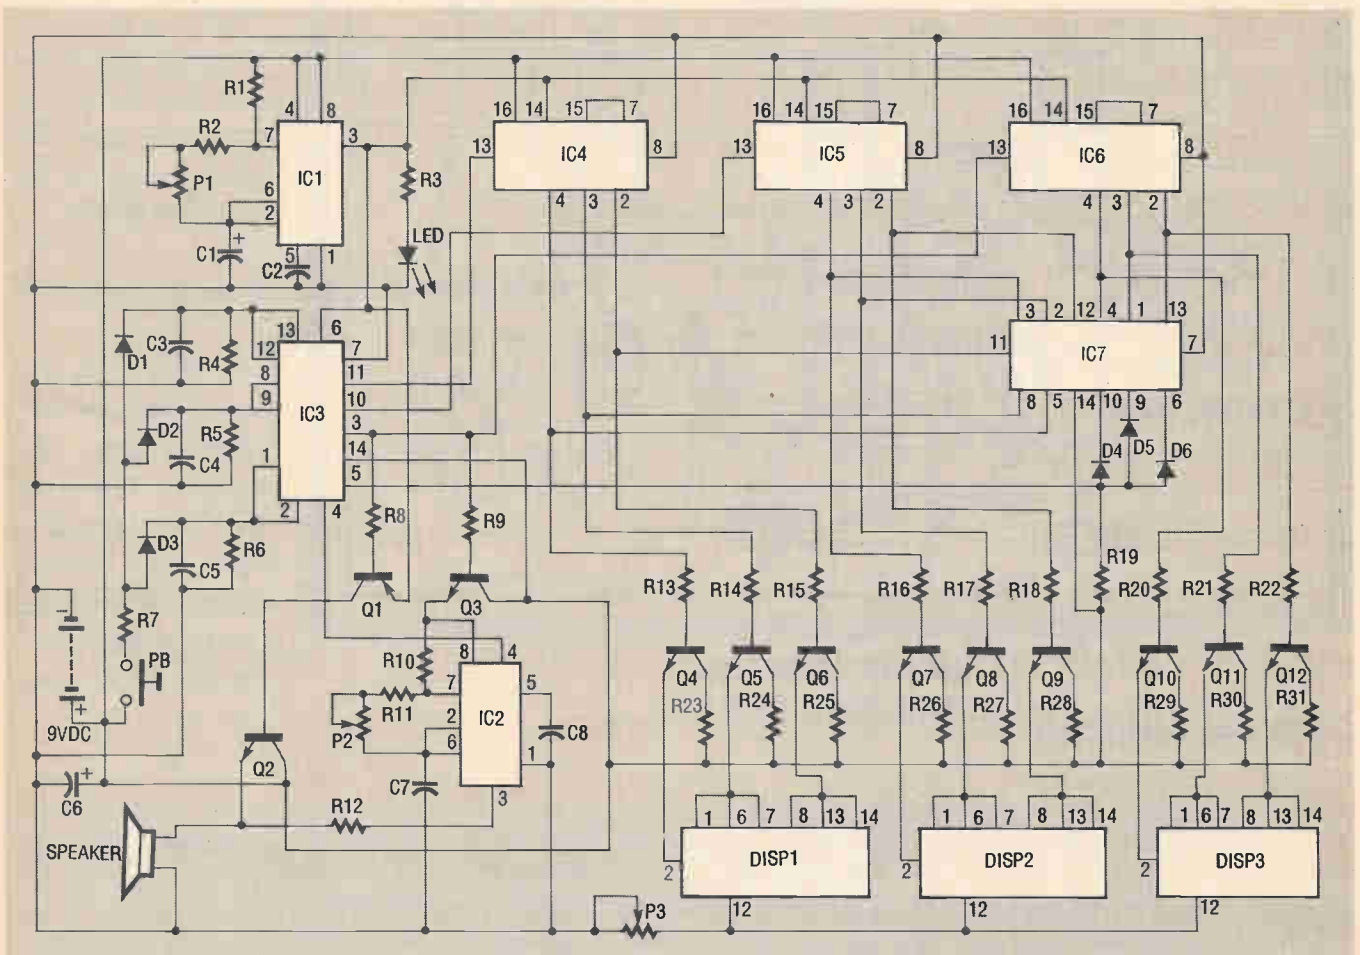 R1
4
8
R2
7
3
P1
IC1
6
2
C1
+
5
C2
1
R3
LED
16
14
15
7
13
IC4
8
4
3
2
16
14
15
7
13
IC5
8
4
3
2
16
14
15
7
13
IC6
8
4
3
2
3
2
12
4
1
13
11
IC7
7
8
5
14
10
9
6
D4
D5
D6
D1
C3
R4
13
6
12
7
8
11
9
IC3
10
3
D2
C4
R5
14
1
5
2
4
D3
C5
R6
R8
R9
Q1
Q3
R7
PB
−
+
9VDC
C6
+
Q2
R10
8
4
R11
7
5
P2
2
IC2
6
1
C7
3
C8
R12
SPEAKER
P3
R13
R14
R15
R16
R17
R18
R19
R20
R21
R22
Q4
Q5
Q6
Q7
Q8
Q9
Q10
Q11
Q12
R23
R24
R25
R26
R27
R28
R29
R30
R31
1
6
7
8
13
14
DISP1
2
12
1
6
7
8
13
14
DISP2
2
12
1
6
7
8
13
14
DISP3
2
12